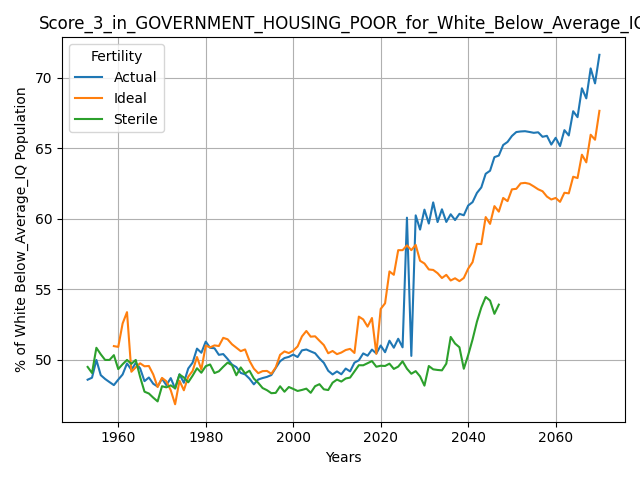 Score_3_in_GOVERNMENT_HOUSING_POOR_for_White_Below_Average_IQ
Fertility
Actual
Ideal
Sterile
% of White Below_Average_IQ Population
70
65
60
55
50
1960 1980 2000 2020 2040 2060
Years